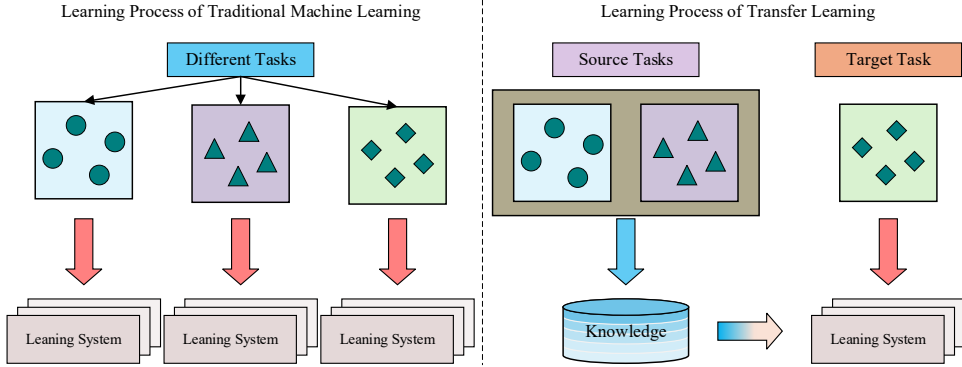 Learning Process of Traditional Machine Learning
Different Tasks
Leaning System
Leaning System
Leaning System
Learning Process of Transfer Learning
Source Tasks
Target Task
Knowledge
Leaning System